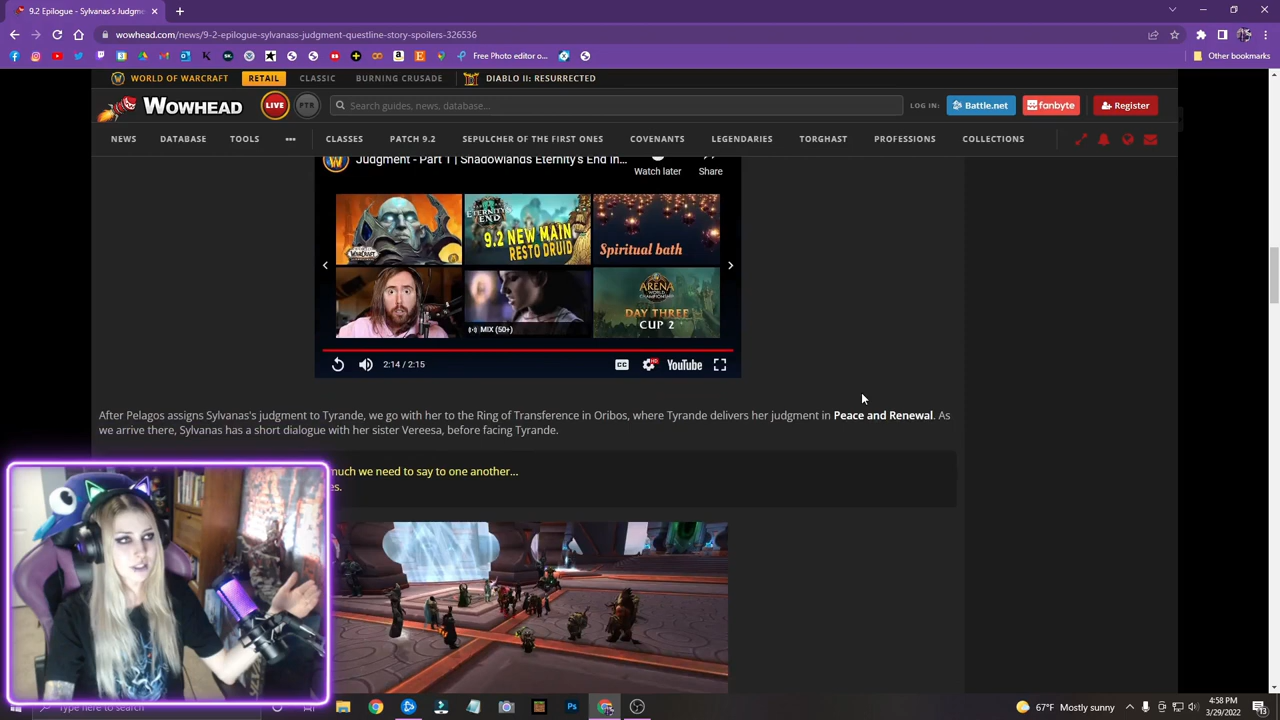 9.2 Epilogue - Sylvanas's Judgm
wowhead.com/news/9-2-epilogue-sylvanass-judgment-questline-story-spoilers-326536
Free Photo editor o...
Other bookmarks
WORLD OF WARCRAFT
RETAIL
CLASSIC
BURNING CRUSADE
DIABLO II: RESURRECTED
WOWHEAD
LIVE
PTR
Search guides, news, database...
LOG IN:
Battle.net
fanbyte
Register
NEWS
DATABASE
TOOLS
•••
CLASSES
PATCH 9.2
SEPULCHER OF THE FIRST ONES
COVENANTS
LEGENDARIES
TORGHAST
PROFESSIONS
COLLECTIONS
Judgment - Part 1 | Shadowlands Eternity's End In...
Watch later
Share
ETERNITY'S END
9.2 NEW MAIN
RESTO DRUID
Spiritual bath
MIX (50+)
ARENA
WORLD
CHAMPIONSHIP
DAY THREE
CUP 2
2:14 / 2:15
CC
HD
YouTube
After Pelagos assigns Sylvanas's judgment to Tyrande, we go with her to the Ring of Transference in Oribos, where Tyrande delivers her judgment in Peace and Renewal. As
we arrive there, Sylvanas has a short dialogue with her sister Vereesa, before facing Tyrande.
much we need to say to one another...
es.
Type here to search
67°F Mostly sunny
4:58 PM
3/29/2022